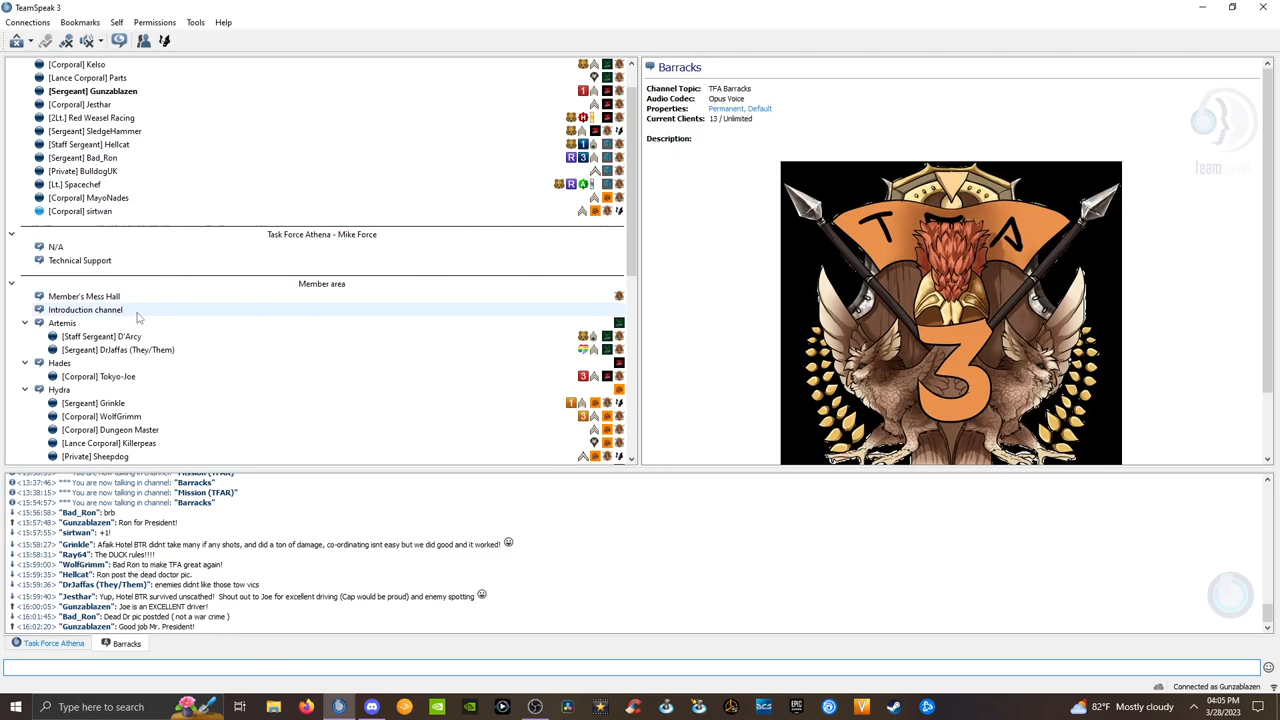 TeamSpeak 3
Connections Bookmarks Self Permissions Tools Help
[Corporal] Kelso
[Lance Corporal] Parts
[Sergeant] Gunzablazen
[Corporal] Jesthar
[2Lt.] Red Weasel Racing
[Sergeant] SledgeHammer
[Staff Sergeant] Hellcat
[Sergeant] Bad_Ron
[Private] BulldogUK
[Lt.] Spacechef
[Corporal] MayoNades
[Corporal] sirtwan
Task Force Athena - Mike Force
N/A
Technical Support
Member area
Member's Mess Hall
Introduction channel
Artemis
[Staff Sergeant] D'Arcy
[Sergeant] DrJaffas (They/Them)
Hades
[Corporal] Tokyo-Joe
Hydra
[Sergeant] Grinkle
[Corporal] WolfGrimm
[Corporal] Dungeon Master
[Lance Corporal] Killerpeas
[Private] Sheepdog
Barracks
Channel Topic: TFA Barracks
Audio Codec: Opus Voice
Properties: Permanent, Default
Current Clients: 13 / Unlimited
Description:
teamspeak
T A
3
<13:37:46> *** You are now talking in channel: "Barracks"
<13:38:15> *** You are now talking in channel: "Mission (TFAR)"
<15:54:57> *** You are now talking in channel: "Barracks"
<15:56:58> "Bad_Ron": brb
<15:57:48> "Gunzablazen": Ron for President!
<15:57:55> "sirtwan": +1!
<15:58:27> "Grinkle": Afaik Hotel BTR didnt take many if any shots, and did a ton of damage, co-ordinating isnt easy but we did good and it worked!
<15:58:31> "Ray64": The DUCK rules!!!!
<15:59:00> "WolfGrimm": Bad Ron to make TFA great again!
<15:59:35> "Hellcat": Ron post the dead doctor pic.
<15:59:36> "DrJaffas (They/Them)": enemies didnt like those tow vics
<15:59:40> "Jesthar": Yup, Hotel BTR survived unscathed! Shout out to Joe for excellent driving (Cap would be proud) and enemy spotting
<16:00:05> "Gunzablazen": Joe is an EXCELLENT driver!
<16:01:45> "Bad_Ron": Dead Dr pic postded ( not a war crime )
<16:02:20> "Gunzablazen": Good job Mr. President!
Task Force Athena Barracks
Connected as Gunzablazen
Type here to search
82°F Mostly cloudy
04:05 PM
3/28/2023